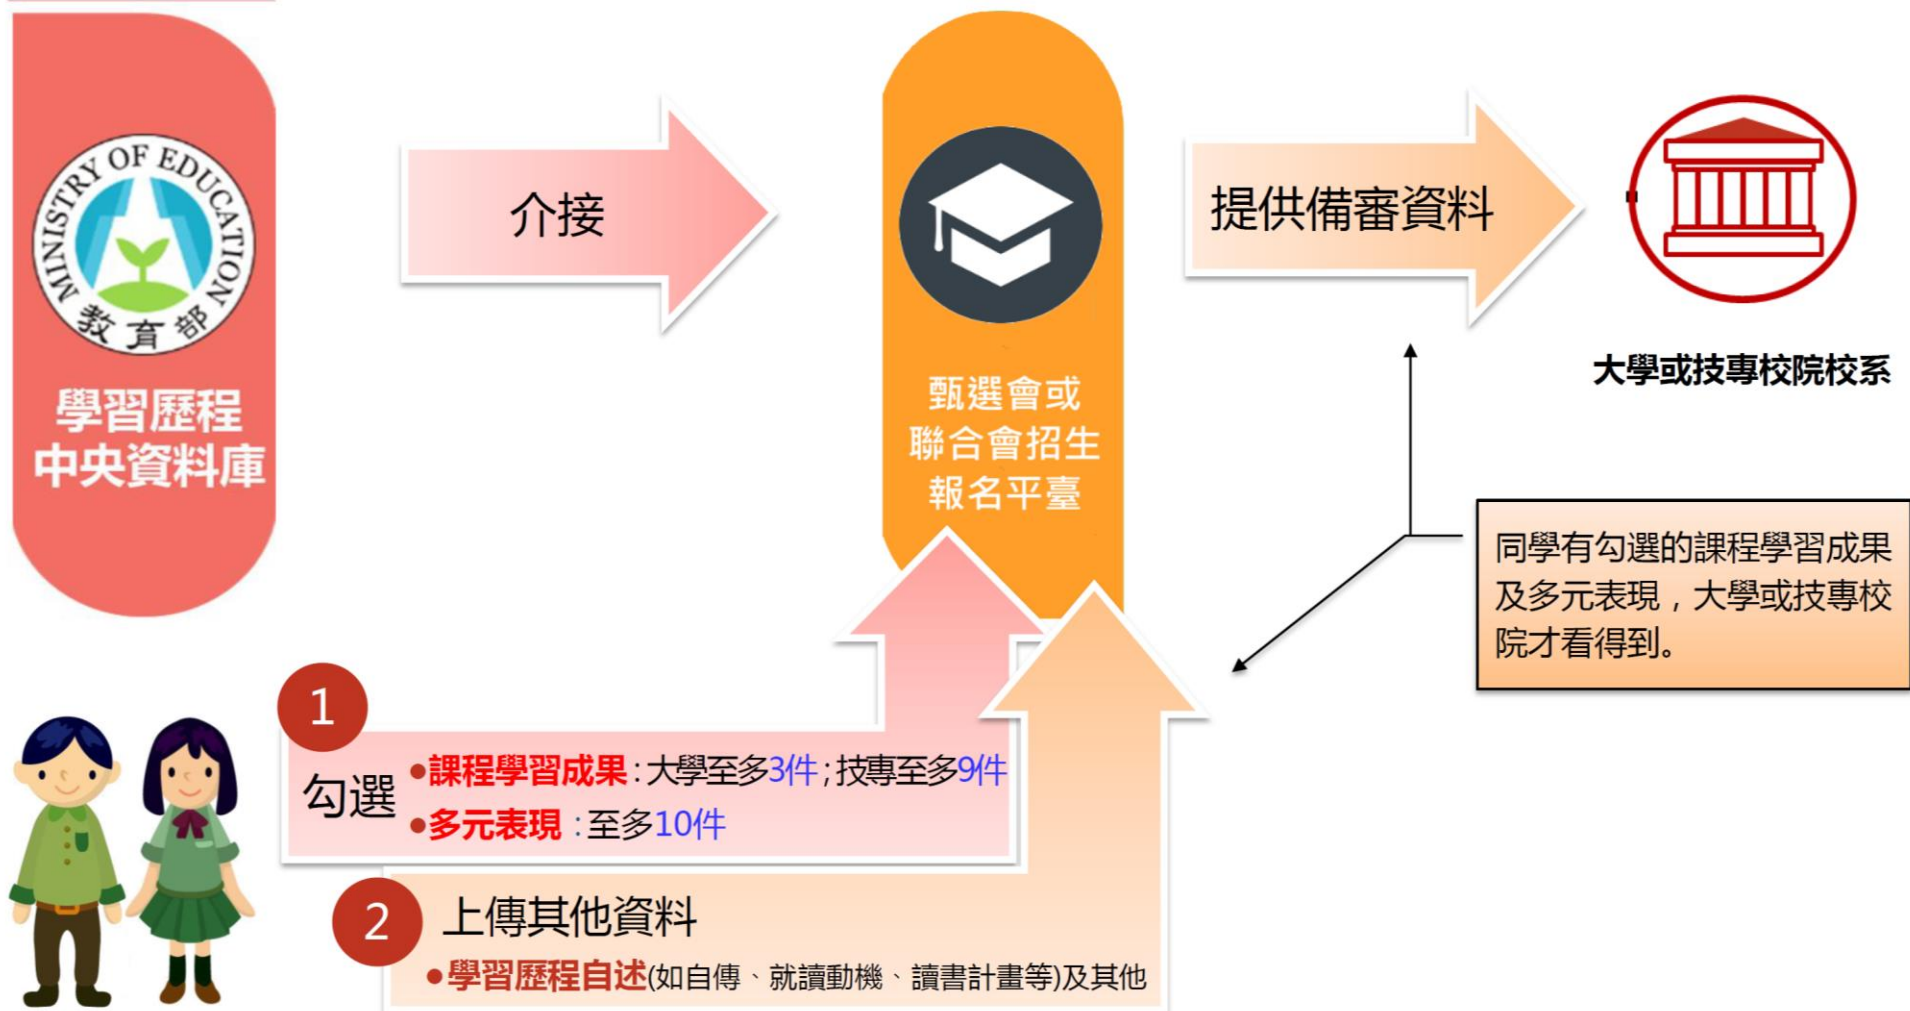 MINISTRY OF EDUCATION
教育部
學習歷程
中央資料庫
介接
甄選會或
聯合會招生
報名平臺
提供備審資料
大學或技專校院校系
同學有勾選的課程學習成果
及多元表現，大學或技專校
院才看得到。
1
勾選
●課程學習成果：大學至多3件；技專至多9件
●多元表現：至多10件
2
上傳其他資料
●學習歷程自述(如自傳、就讀動機、讀書計畫等)及其他